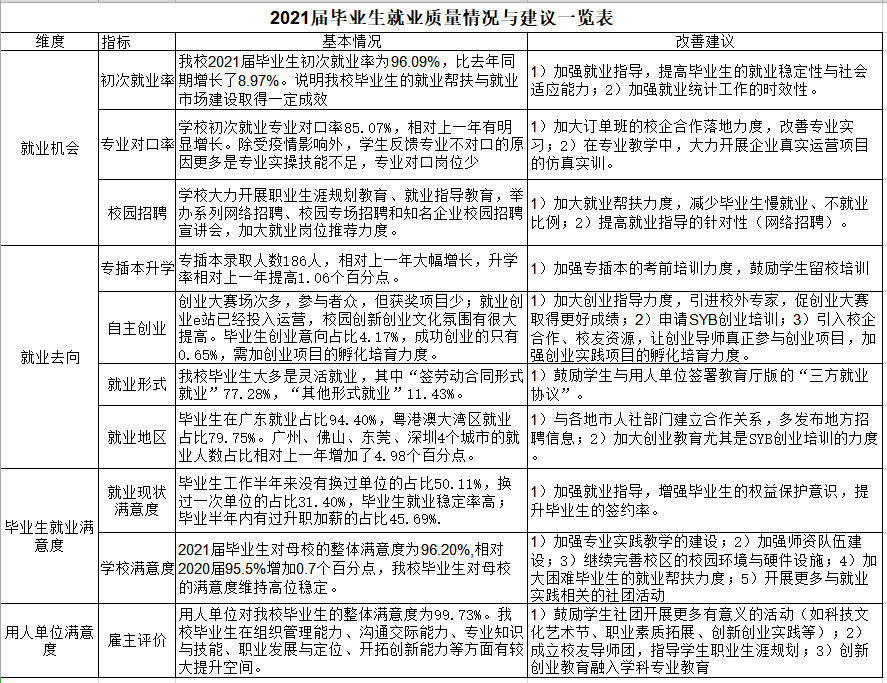 2021届毕业生就业质量情况与建议一览表
维度 指标 基本情况 改善建议
就业机会
初次就业率
我校2021届毕业生初次就业率为96.09%，比去年同
期增长了8.97%。说明我校毕业生的就业帮扶与就业
市场建设取得一定成效
1）加强就业指导，提高毕业生的就业稳定性与社会
适应能力；2）加强就业统计工作的时效性。
专业对口率
学校初次就业专业对口率85.07%，相对上一年有明
显增长。除受疫情影响外，学生反馈专业不对口的原
因更多是专业实操技能不足，专业对口岗位少
1）加大订单班的校企合作落地力度，改善专业实
习；2）在专业教学中，大力开展企业真实运营项目
的仿真实训。
校园招聘
学校大力开展职业生涯规划教育、就业指导教育，举
办系列网络招聘、校园专场招聘和知名企业校园招聘
宣讲会，加大就业岗位推荐力度。
1）加大就业帮扶力度，减少毕业生慢就业、不就业
比例；2）提高就业指导的针对性（网络招聘）。
就业去向
专插本升学
专插本录取人数186人，相对上一年大幅增长，升学
率相对上一年提高1.06个百分点。
1）加强专插本的考前培训力度，鼓励学生留校培训
自主创业
创业大赛场次多，参与者众，但获奖项目少；就业创
业e站已经投入运营，校园创新创业文化氛围有很大
提高。毕业生创业意向占比4.17%，成功创业的只有
0.65%，需加创业项目的孵化培育力度。
1）加大创业指导力度，引进校外专家，促创业大赛
取得更好成绩；2）申请SYB创业培训；3）引入校企
合作、校友资源，让创业导师真正参与创业项目，加
强创业实践项目的孵化培育力度。
就业形式
我校毕业生大多是灵活就业，其中“签劳动合同形式
就业”77.28%，“其他形式就业”11.43%。
1）鼓励学生与用人单位签署教育厅版的“三方就业
协议”。
就业地区
毕业生在广东就业占比94.40%，粤港澳大湾区就业
占比79.75%。广州、佛山、东莞、深圳4个城市的就
业人数占比相对上一年增加了4.98个百分点。
1）与各地市人社部门建立合作关系，多发布地方招
聘信息；2）加大创业教育尤其是SYB创业培训的力度
。
毕业生就业满
意度
就业现状
满意度
毕业生工作半年来没有换过单位的占比50.11%，换
过一次单位的占比31.40%，毕业生就业稳定率高；
毕业半年内有过升职加薪的占比45.69%.
1）加强就业指导，增强毕业生的权益保护意识，提
升毕业生的签约率。
学校满意度
2021届毕业生对母校的整体满意度为96.20%,相对
2020届95.5%增加0.7个百分点，我校毕业生对母校
的满意度维持高位稳定。
1）加强专业实践教学的建设；2）加强师资队伍建
设；3）继续完善校区的校园环境与硬件设施；4）加
大困难毕业生的就业帮扶力度；5）开展更多与就业
实践相关的社团活动
用人单位满意
度
雇主评价
用人单位对我校毕业生的整体满意度为99.73%。我
校毕业生在组织管理能力、沟通交际能力、专业知识
与技能、职业发展与定位、开拓创新能力等方面有较
大提升空间。
1）鼓励学生社团开展更多有意义的活动（如科技文
化艺术节、职业素质拓展、创新创业实践等）；2）
成立校友导师团，指导学生职业生涯规划；3）创新
创业教育融入学科专业教育